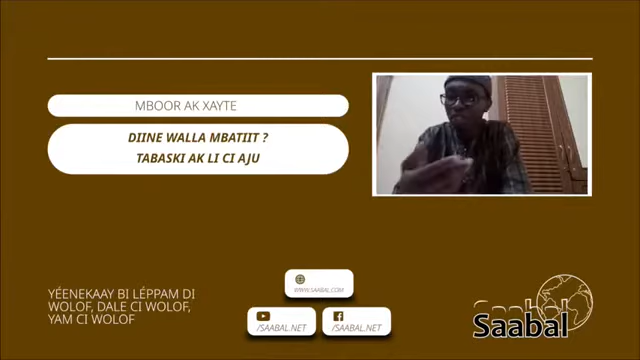 MBOOR AK XAYTE
DIINE WALLA MBATIIT ?
TABASKI AK LI CI AJU
YÉENEKAAY BI LÉPPAM DI
WOLOF, DALE CI WOLOF,
YAM CI WOLOF
WWW.SAABAL.COM
/SAABAL.NET
/SAABAL.NET
Saabal